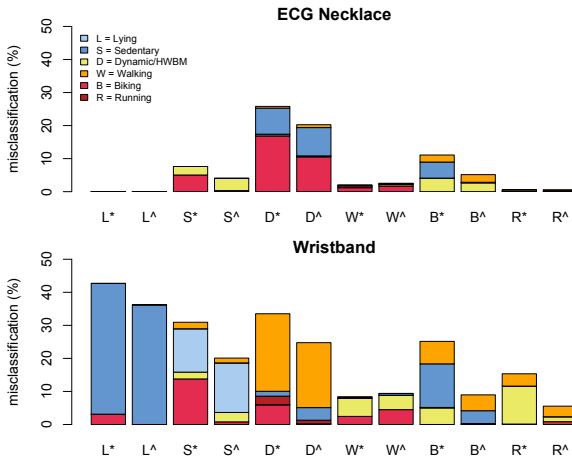 ECG Necklace
misclassification (%)
50
40
30
20
10
0
L = Lying
S = Sedentary
D = Dynamic/HWBM
W = Walking
B = Biking
R = Running
L* L^ S* S^ D* D^ W* W^ B* B^ R* R^
Wristband
misclassification (%)
50
40
30
20
10
0
L* L^ S* S^ D* D^ W* W^ B* B^ R* R^